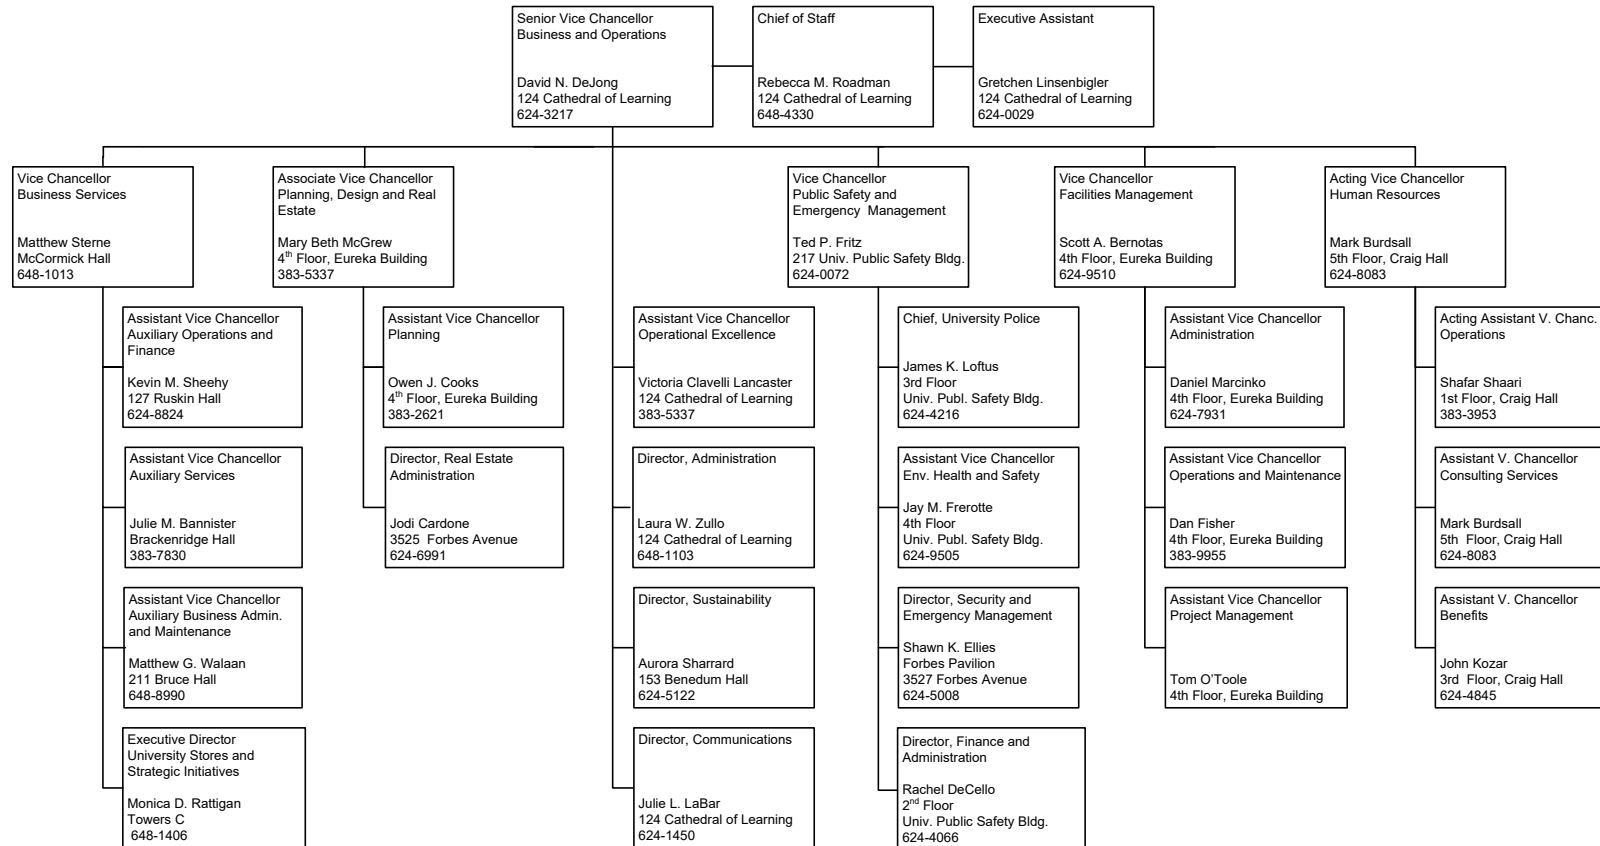 Senior Vice Chancellor
Business and Operations
David N. DeJong
124 Cathedral of Learning
624-3217
Chief of Staff
Rebecca M. Roadman
124 Cathedral of Learning
648-4330
Executive Assistant
Gretchen Linsenbigler
124 Cathedral of Learning
624-0029
Vice Chancellor
Business Services
Matthew Sterne
McCormick Hall
648-1013
Associate Vice Chancellor
Planning, Design and Real
Estate
Mary Beth McGrew
4th Floor, Eureka Building
383-5337
Vice Chancellor
Public Safety and
Emergency Management
Ted P. Fritz
217 Univ. Public Safety Bldg.
624-0072
Vice Chancellor
Facilities Management
Scott A. Bernotas
4th Floor, Eureka Building
624-9510
Acting Vice Chancellor
Human Resources
Mark Burdsall
5th Floor, Craig Hall
624-8083
Assistant Vice Chancellor
Auxiliary Operations and
Finance
Kevin M. Sheehy
127 Ruskin Hall
624-8824
Assistant Vice Chancellor
Planning
Owen J. Cooks
4th Floor, Eureka Building
383-2621
Assistant Vice Chancellor
Operational Excellence
Victoria Clavelli Lancaster
124 Cathedral of Learning
383-5337
Chief, University Police
James K. Loftus
3rd Floor
Univ. Publ. Safety Bldg.
624-4216
Assistant Vice Chancellor
Administration
Daniel Marcinko
4th Floor, Eureka Building
624-7931
Acting Assistant V. Chanc.
Operations
Shafar Shaari
1st Floor, Craig Hall
383-3953
Assistant Vice Chancellor
Auxiliary Services
Julie M. Bannister
Brackenridge Hall
383-7830
Director, Real Estate
Administration
Jodi Cardone
3525 Forbes Avenue
624-6991
Director, Administration
Laura W. Zullo
124 Cathedral of Learning
648-1103
Assistant Vice Chancellor
Env. Health and Safety
Jay M. Frerotte
4th Floor
Univ. Publ. Safety Bldg.
624-9505
Assistant Vice Chancellor
Operations and Maintenance
Dan Fisher
4th Floor, Eureka Building
383-9955
Assistant V. Chancellor
Consulting Services
Mark Burdsall
5th Floor, Craig Hall
624-8083
Assistant Vice Chancellor
Auxiliary Business Admin.
and Maintenance
Matthew G. Walaan
211 Bruce Hall
648-8990
Director, Sustainability
Aurora Sharrard
153 Benedum Hall
624-5122
Director, Security and
Emergency Management
Shawn K. Ellies
Forbes Pavilion
3527 Forbes Avenue
624-5008
Assistant Vice Chancellor
Project Management
Tom O'Toole
4th Floor, Eureka Building
Assistant V. Chancellor
Benefits
John Kozar
3rd Floor, Craig Hall
624-4845
Executive Director
University Stores and
Strategic Initiatives
Monica D. Rattigan
Towers C
648-1406
Director, Communications
Julie L. LaBar
124 Cathedral of Learning
624-1450
Director, Finance and
Administration
Rachel DeCello
2nd Floor
Univ. Public Safety Bldg.
624-4066